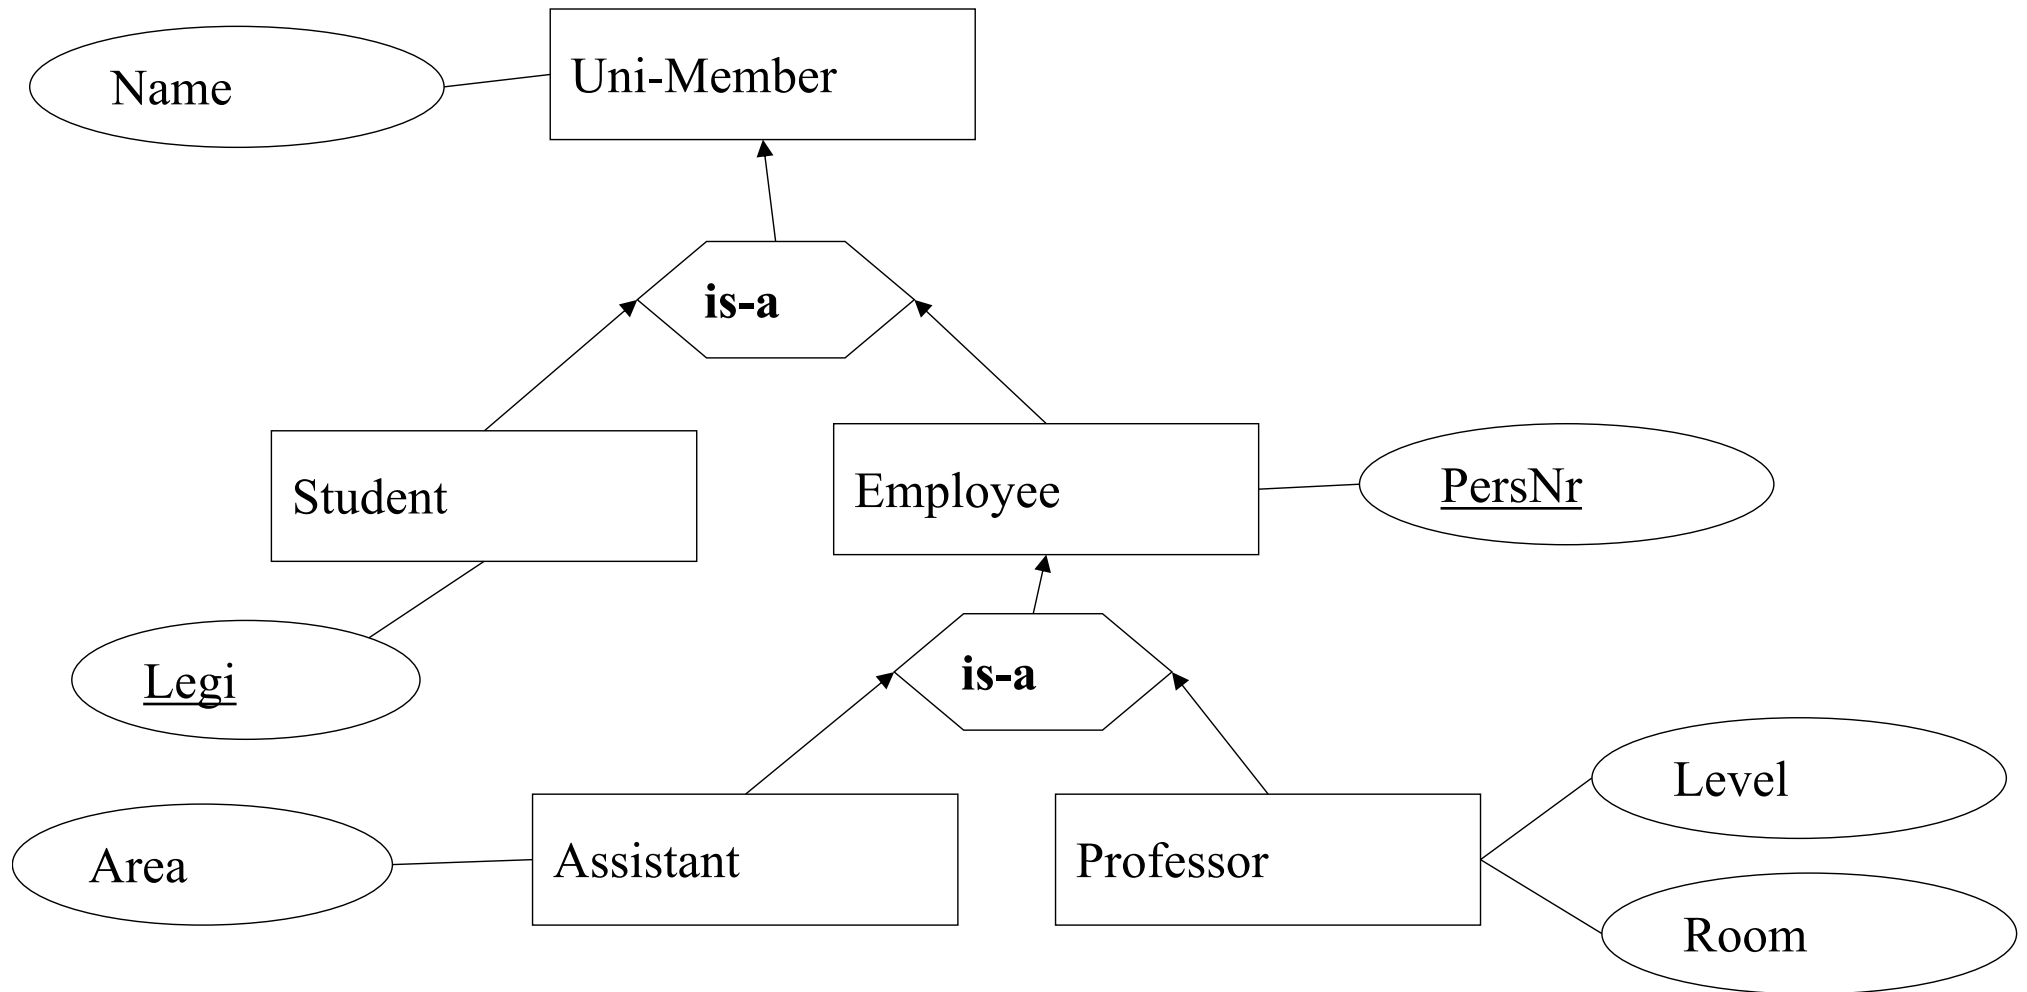 Name
Uni-Member
is-a
Student
Employee
PersNr
Legi
is-a
Level
Area
Assistant
Professor
Room